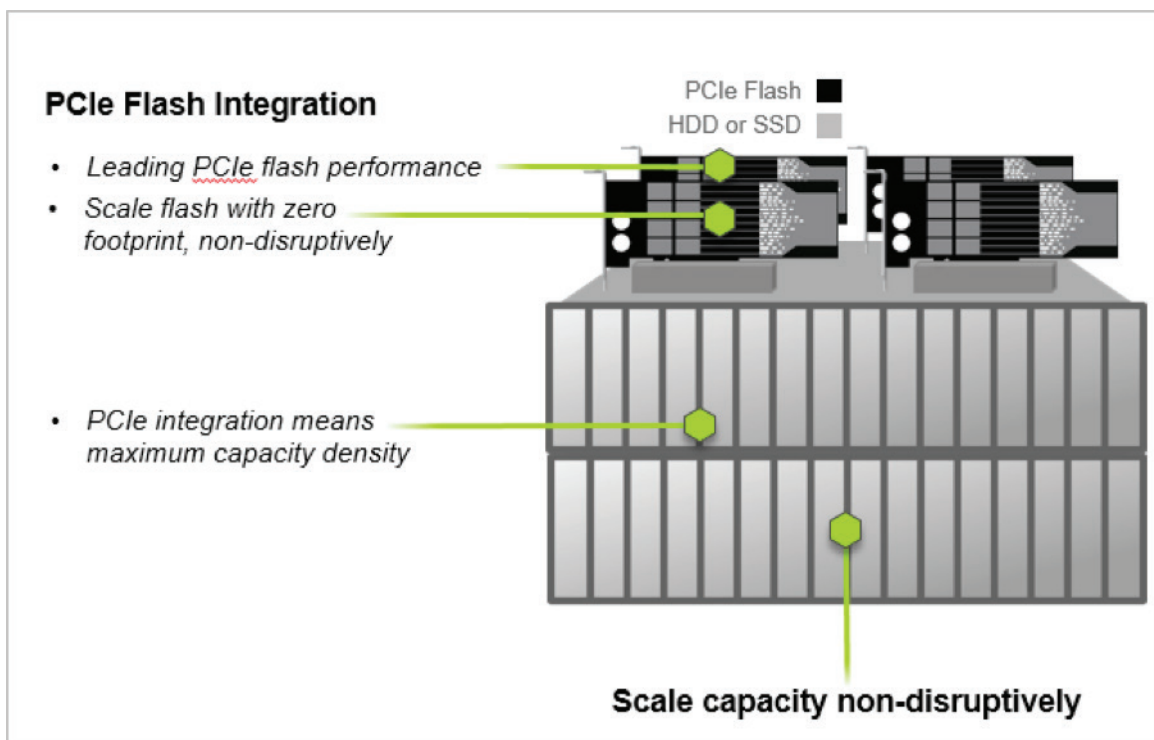 PCIe Flash Integration
PCIe Flash
HDD or SSD
• Leading PCIe flash performance
• Scale flash with zero
footprint, non-disruptively
• PCIe integration means
maximum capacity density
Scale capacity non-disruptively